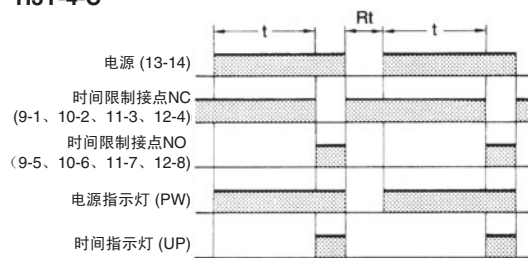 t
Rt
t
电源 (13-14)
时间限制接点NC
(9-1、10-2、11-3、12-4)
时间限制接点NO
（9-5、10-6、11-7、12-8)
电源指示灯 (PW)
时间指示灯 (UP)